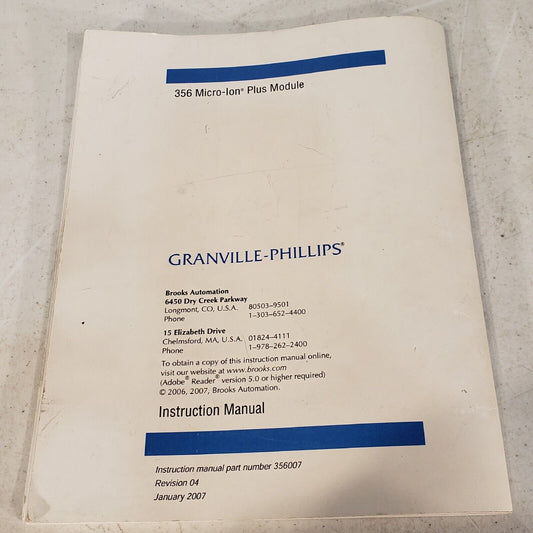 356 Micro-Ion® Plus Module
GRANVILLE-PHILLIPS®
Brooks Automation
6450 Dry Creek Parkway
Longmont, CO, U.S.A. 80503–9501
Phone 1–303–652–4400
15 Elizabeth Drive
Chelmsford, MA, U.S.A. 01824–4111
Phone 1–978–262–2400
To obtain a copy of this instruction manual online,
visit our website at www.brooks.com
(Adobe® Reader® version 5.0 or higher required)
© 2006, 2007, Brooks Automation.
Instruction Manual
Instruction manual part number 356007
Revision 04
January 2007